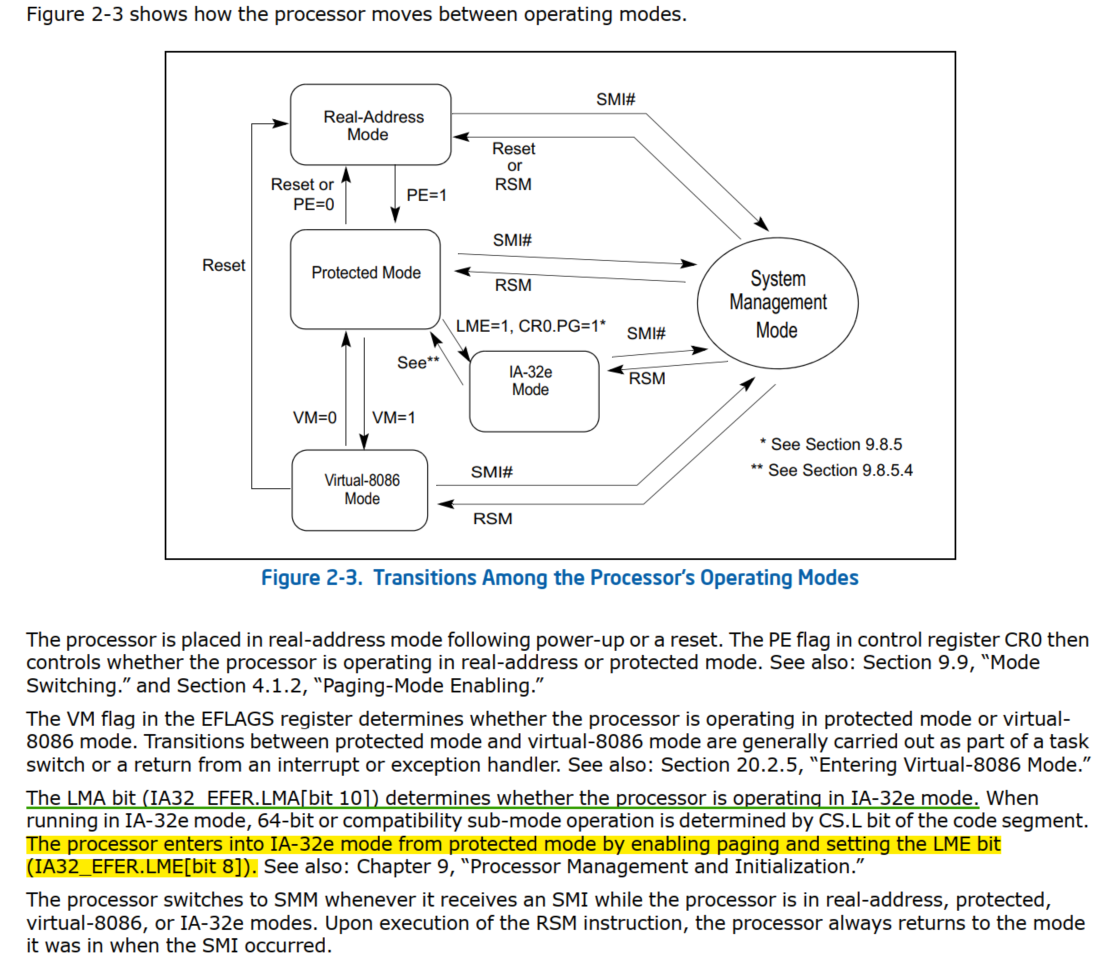 Figure 2-3 shows how the processor moves between operating modes.
SMI#
Real-Address
Mode
Reset
or
RSM
Reset or
PE=0
PE=1
SMI#
Reset
Protected Mode
RSM
System
Management
Mode
LME=1, CR0.PG=1*
SMI#
See**
IA-32e
Mode
RSM
VM=0
VM=1
* See Section 9.8.5
** See Section 9.8.5.4
Virtual-8086
Mode
SMI#
RSM
Figure 2-3. Transitions Among the Processor’s Operating Modes
The processor is placed in real-address mode following power-up or a reset. The PE flag in control register CR0 then
controls whether the processor is operating in real-address or protected mode. See also: Section 9.9, “Mode
Switching.” and Section 4.1.2, “Paging-Mode Enabling.”
The VM flag in the EFLAGS register determines whether the processor is operating in protected mode or virtual-
8086 mode. Transitions between protected mode and virtual-8086 mode are generally carried out as part of a task
switch or a return from an interrupt or exception handler. See also: Section 20.2.5, “Entering Virtual-8086 Mode.”
The LMA bit (IA32_EFER.LMA[bit 10]) determines whether the processor is operating in IA-32e mode. When
running in IA-32e mode, 64-bit or compatibility sub-mode operation is determined by CS.L bit of the code segment.
The processor enters into IA-32e mode from protected mode by enabling paging and setting the LME bit
(IA32_EFER.LME[bit 8]). See also: Chapter 9, “Processor Management and Initialization.”
The processor switches to SMM whenever it receives an SMI while the processor is in real-address, protected,
virtual-8086, or IA-32e modes. Upon execution of the RSM instruction, the processor always returns to the mode
it was in when the SMI occurred.